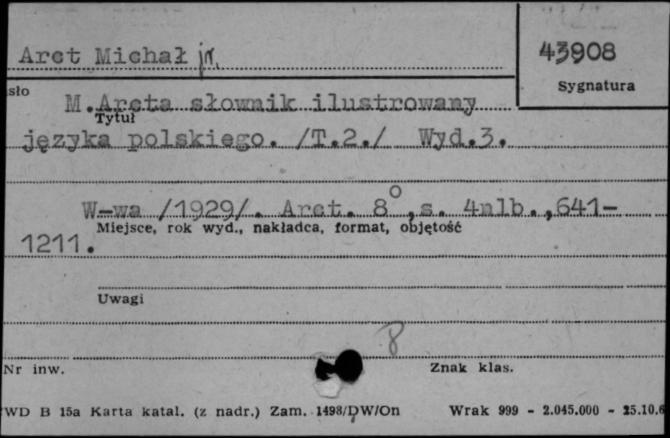 Arct Michał jr.
43908
Sygnatura
sło
M.Arcta słownik ilustrowany
Tytuł
języka polskiego. /T.2./ Wyd.3.
W-wa /1929/. Arct. 8°,s. 4nlb.,641-
Miejsce, rok wyd., nakładca, format, objętość
1211.
Uwagi
8
Nr inw.
Znak klas.
WD B 15a Karta katal. (z nadr.) Zam. 1498/DW/On Wrak 999 - 2.045.000 - 25.10.6